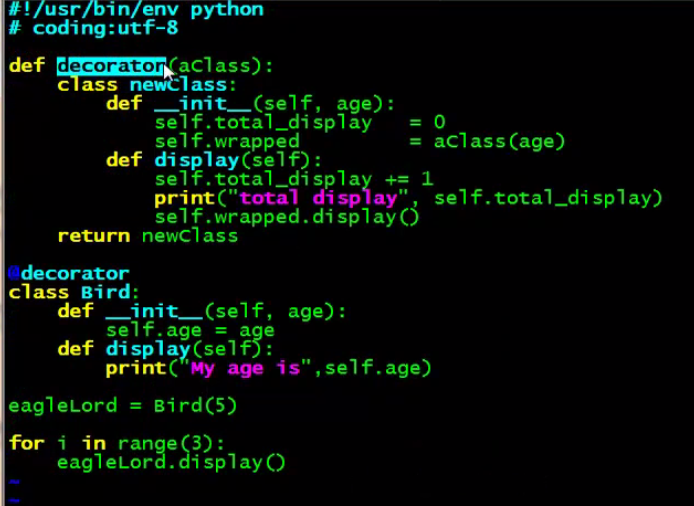 #!/usr/bin/env python
# coding:utf-8

def decorator(aClass):
    class newClass:
        def __init__(self, age):
            self.total_display   = 0
            self.wrapped         = aClass(age)
        def display(self):
            self.total_display += 1
            print("total display", self.total_display)
            self.wrapped.display()
    return newClass

@decorator
class Bird:
    def __init__(self, age):
        self.age = age
    def display(self):
        print("My age is",self.age)

eagleLord = Bird(5)

for i in range(3):
    eagleLord.display()
~
~